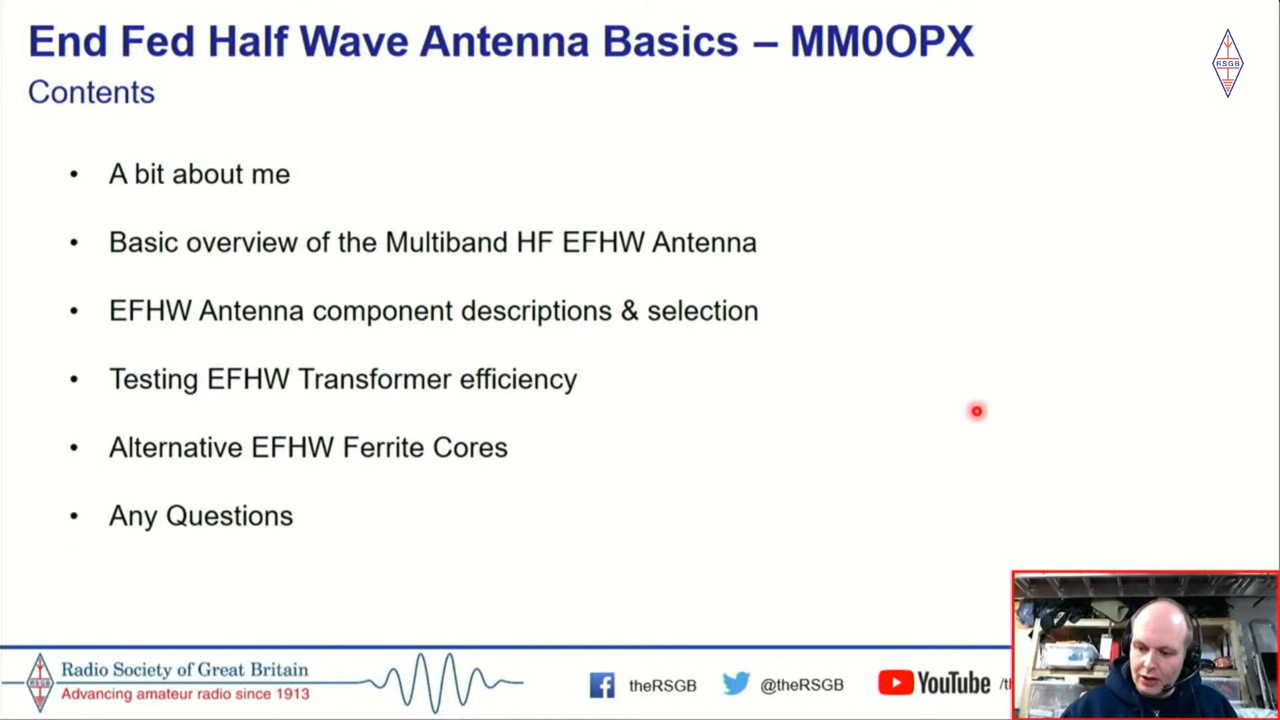 End Fed Half Wave Antenna Basics – MM0OPX
Contents
RSGB
• A bit about me
• Basic overview of the Multiband HF EFHW Antenna
• EFHW Antenna component descriptions & selection
• Testing EFHW Transformer efficiency
• Alternative EFHW Ferrite Cores
• Any Questions
RSGB
Radio Society of Great Britain
Advancing amateur radio since 1913
theRSGB
@theRSGB
YouTube